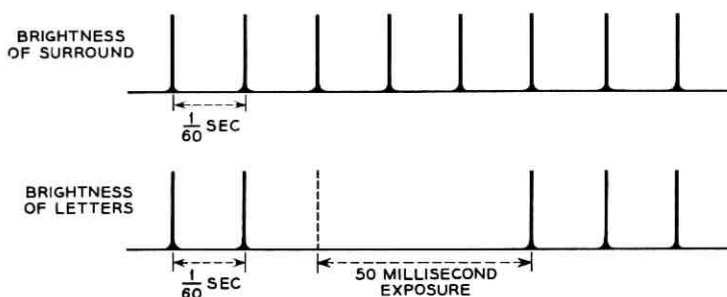 BRIGHTNESS
OF SURROUND
1/60 SEC
BRIGHTNESS
OF LETTERS
1/60 SEC
50 MILLISECOND
EXPOSURE